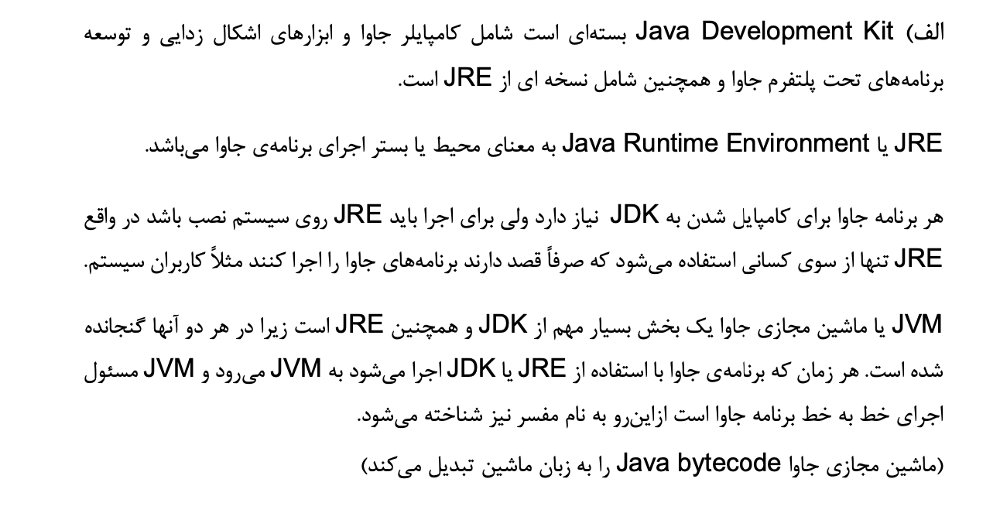 الف) Java Development Kit بسته‌ای است شامل کامپایلر جاوا و ابزارهای اشکال زدایی و توسعه
برنامه‌های تحت پلتفرم جاوا و همچنین شامل نسخه ای از JRE است.
JRE یا Java Runtime Environment به معنای محیط یا بستر اجرای برنامه‌ی جاوا می‌باشد.
هر برنامه جاوا برای کامپایل شدن به JDK نیاز دارد ولی برای اجرا باید JRE روی سیستم نصب باشد در واقع
JRE تنها از سوی کسانی استفاده می‌شود که صرفاً قصد دارند برنامه‌های جاوا را اجرا کنند مثلاً کاربران سیستم.
JVM یا ماشین مجازی جاوا یک بخش بسیار مهم از JDK و همچنین JRE است زیرا در هر دو آنها گنجانده
شده است. هر زمان که برنامه‌ی جاوا با استفاده از JRE یا JDK اجرا می‌شود به JVM می‌رود و JVM مسئول
اجرای خط به خط برنامه جاوا است ازاین‌رو به نام مفسر نیز شناخته می‌شود.
(ماشین مجازی جاوا Java bytecode را به زبان ماشین تبدیل می‌کند)